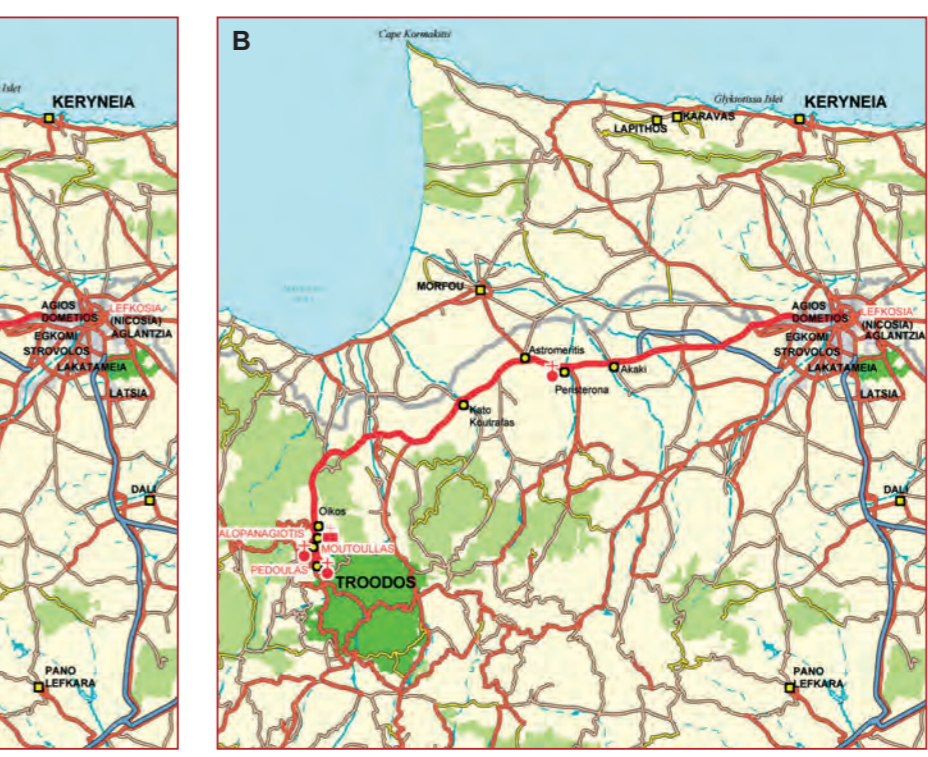 Islet
KERYNEIA
AGIOS
DOMETIOS
LEFKOSIA
(NICOSIA)
EGKOMI
AGLANTZIA
STROVOLOS
LAKATAMEIA
LATSIA
DALI
PANO
LEFKARA
B
Cape Kormakitis
Glykiotissa Islet
KERYNEIA
KARAVAS
LAPITHOS
MORFOU
AGIOS
DOMETIOS
LEFKOSIA
(NICOSIA)
EGKOMI
AGLANTZIA
STROVOLOS
Astromeritis
Akaki
Peristerona
LAKATAMEIA
LATSIA
Kato
Koutrafas
DALI
Oikos
ALOPANAGIOTIS
MOUTOULLAS
PEDOULAS
TROODOS
PANO
LEFKARA